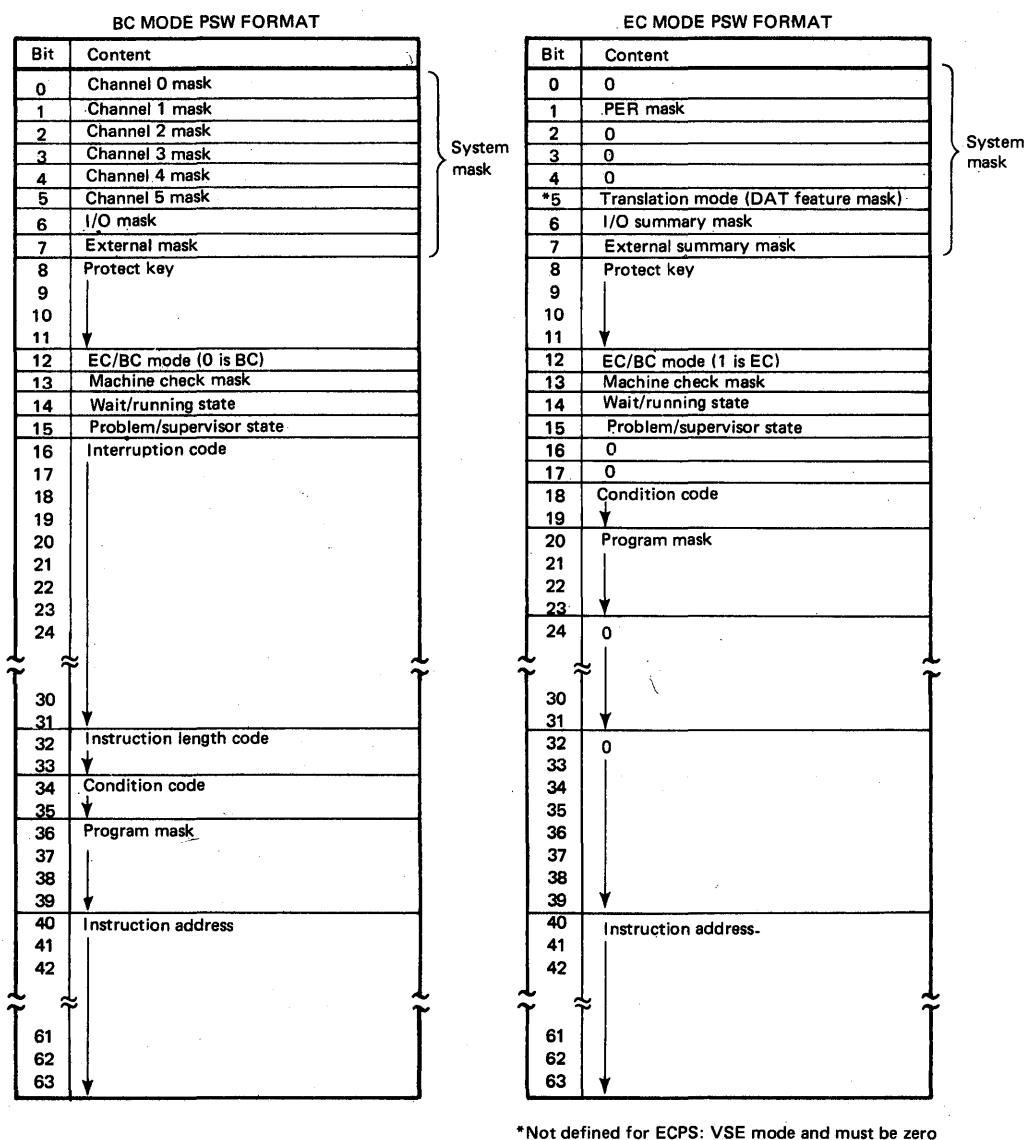 BC MODE PSW FORMAT
Bit Content
0 Channel 0 mask
1 Channel 1 mask
2 Channel 2 mask
3 Channel 3 mask
4 Channel 4 mask
5 Channel 5 mask
6 I/O mask
7 External mask
System
mask
8 Protect key
9
10
11
12 EC/BC mode (0 is BC)
13 Machine check mask
14 Wait/running state
15 Problem/supervisor state
16 Interruption code
17
18
19
20
21
22
23
24
30
31
32 Instruction length code
33
34 Condition code
35
36 Program mask
37
38
39
40 Instruction address
41
42
61
62
63
EC MODE PSW FORMAT
Bit Content
0 0
1 PER mask
2 0
3 0
4 0
*5 Translation mode (DAT feature mask)
6 I/O summary mask
7 External summary mask
System
mask
8 Protect key
9
10
11
12 EC/BC mode (1 is EC)
13 Machine check mask
14 Wait/running state
15 Problem/supervisor state
16 0
17 0
18 Condition code
19
20 Program mask
21
22
23
24 0
30
31
32 0
33
34
35
36
37
38
39
40 Instruction address
41
42
61
62
63
*Not defined for ECPS: VSE mode and must be zero